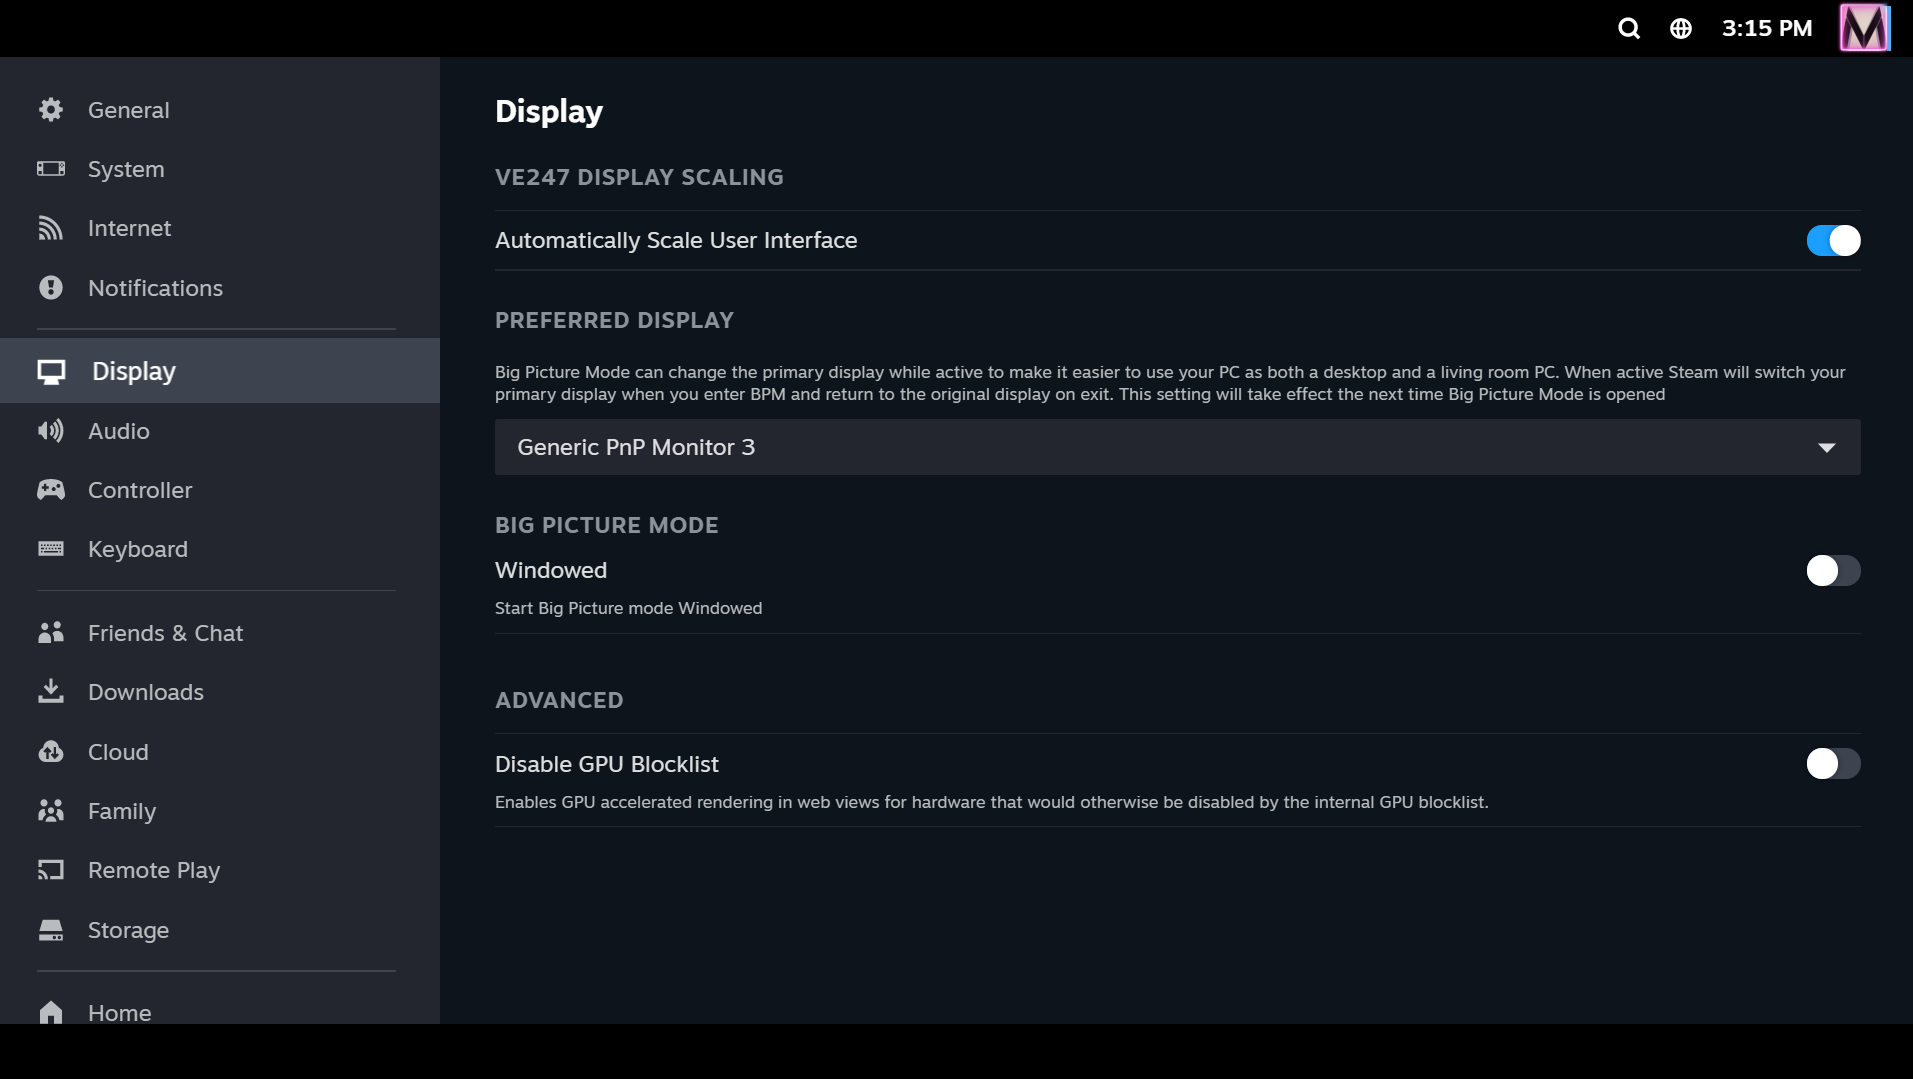 3:15 PM
General
System
Internet
Notifications
Display
Audio
Controller
Keyboard
Friends & Chat
Downloads
Cloud
Family
Remote Play
Storage
Home
Display
VE247 DISPLAY SCALING
Automatically Scale User Interface
PREFERRED DISPLAY
Big Picture Mode can change the primary display while active to make it easier to use your PC as both a desktop and a living room PC. When active Steam will switch your
primary display when you enter BPM and return to the original display on exit. This setting will take effect the next time Big Picture Mode is opened
Generic PnP Monitor 3
BIG PICTURE MODE
Windowed
Start Big Picture mode Windowed
ADVANCED
Disable GPU Blocklist
Enables GPU accelerated rendering in web views for hardware that would otherwise be disabled by the internal GPU blocklist.